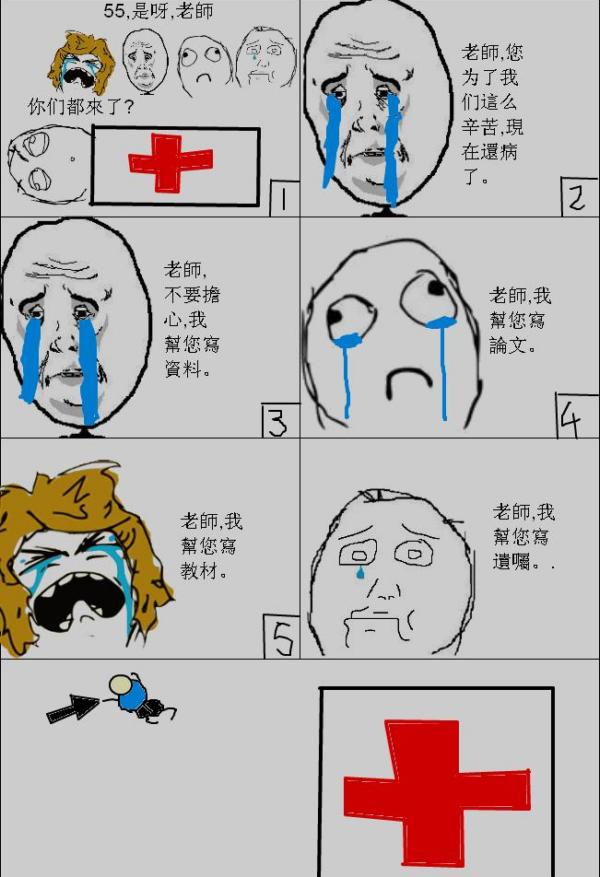 55,是呀,老師
你们都來了?
1
老師,您
为了我
们這么
辛苦,現
在還病
了。
2
老師,
不要擔
心,我
幫您寫
資料。
3
老師,我
幫您寫
論文。
4
老師,我
幫您寫
教材。
5
老師,我
幫您寫
遺囑。.